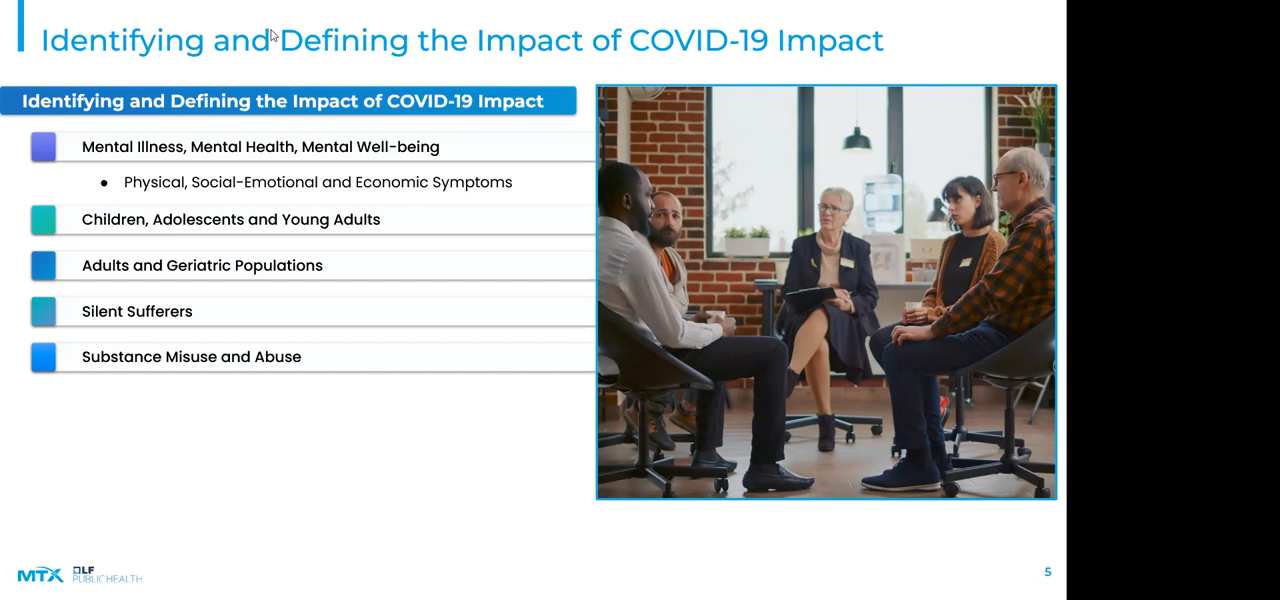 Identifying and Defining the Impact of COVID-19 Impact
Identifying and Defining the Impact of COVID-19 Impact
Mental Illness, Mental Health, Mental Well-being
● Physical, Social-Emotional and Economic Symptoms
Children, Adolescents and Young Adults
Adults and Geriatric Populations
Silent Sufferers
Substance Misuse and Abuse
MTX
LF
PUBLIC HEALTH
5